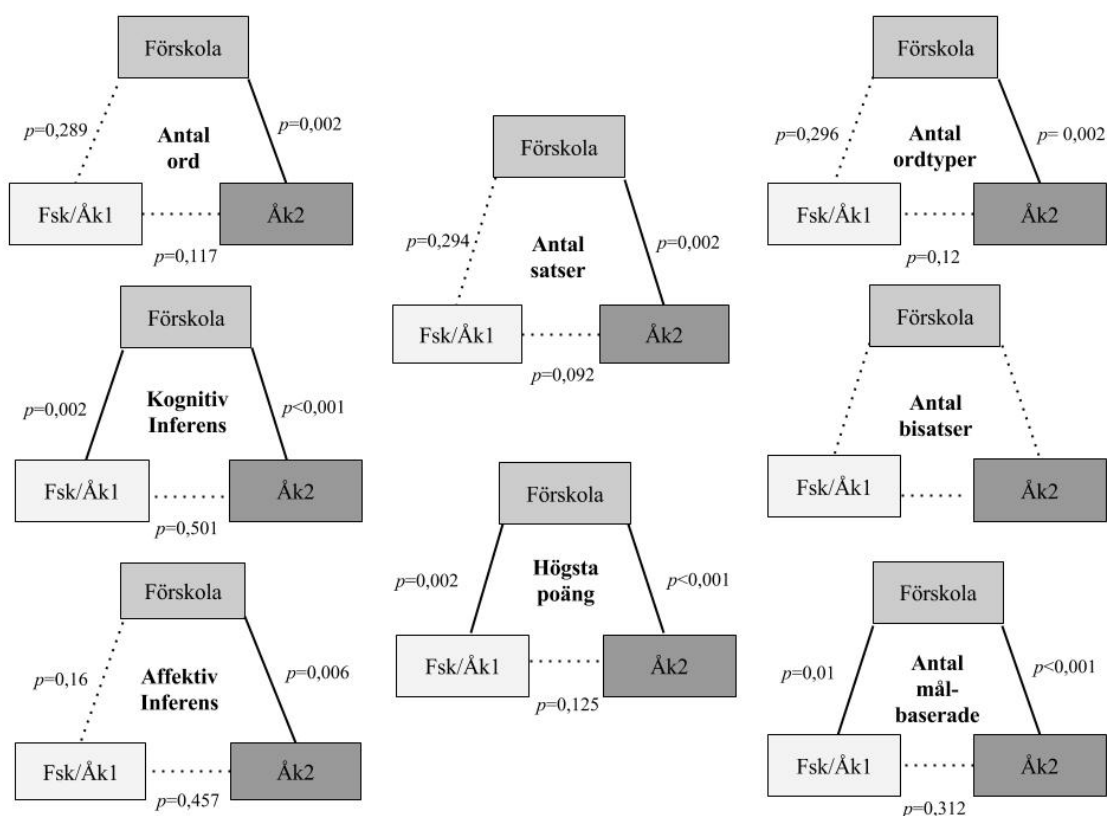 Förskola
p=0,289
p=0,002
Antal
ord
Fsk/Åk1
Åk2
p=0,117
Förskola
p=0,002
p<0,001
Kognitiv
Inferens
Fsk/Åk1
Åk2
p=0,501
Förskola
p=0,16
p=0,006
Affektiv
Inferens
Fsk/Åk1
Åk2
p=0,457
Förskola
p=0,294
p=0,002
Antal
satser
Fsk/Åk1
Åk2
p=0,092
Förskola
p=0,002
p<0,001
Högsta
poäng
Fsk/Åk1
Åk2
p=0,125
Förskola
p=0,296
p= 0,002
Antal
ordtyper
Fsk/Åk1
Åk2
p=0,12
Förskola
Antal
bisatser
Fsk/Åk1
Åk2
Förskola
p=0,01
p<0,001
Antal
mål-
baserade
Fsk/Åk1
Åk2
p=0,312